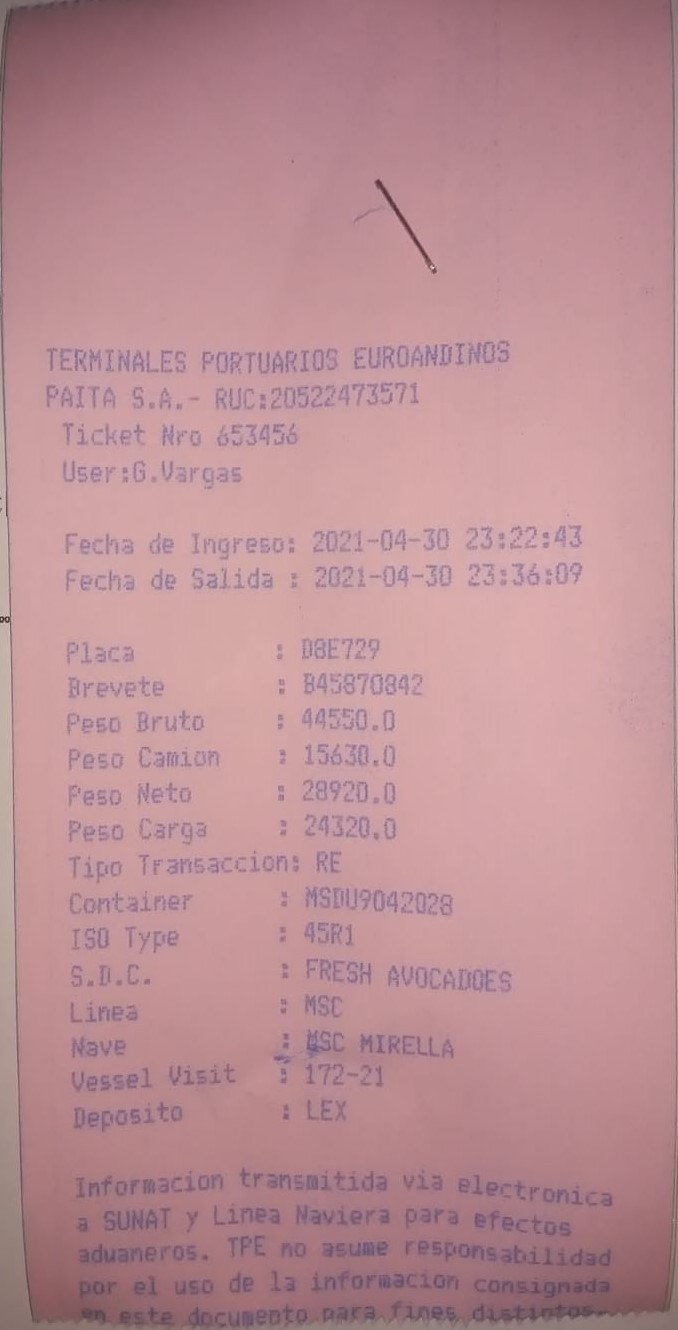 TERMINALES PORTUARIOS EUROANDINOS
PAITA S.A.- RUC:20522473571
Ticket Nro 653456
User:G.Vargas
Fecha de Ingreso: 2021-04-30 23:22:43
Fecha de Salida : 2021-04-30 23:36:09
Placa : D8E729
Brevete : B45870842
Peso Bruto : 44550.0
Peso Camion : 15630.0
Peso Neto : 28920.0
Peso Carga : 24320.0
Tipo Transaccion: RE
Container : MSDU9042028
ISO Type : 45R1
S.D.C. : FRESH AVOCADOES
Linea : MSC
Nave : MSC MIRELLA
Vessel Visit : 172-21
Deposito : LEX
Informacion transmitida via electronica
a SUNAT y Linea Naviera para efectos
aduaneros. TPE no asume responsabilidad
por el uso de la informacion consignada
en este documento para fines distintos